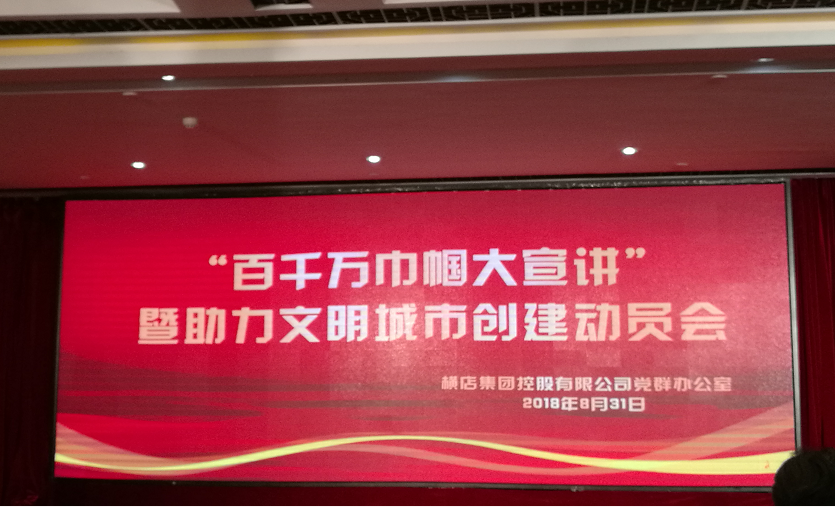 “百千万巾帼大宣讲”
暨助力文明城市创建动员会
横店集团控股有限公司党群办公室
2018年8月31日